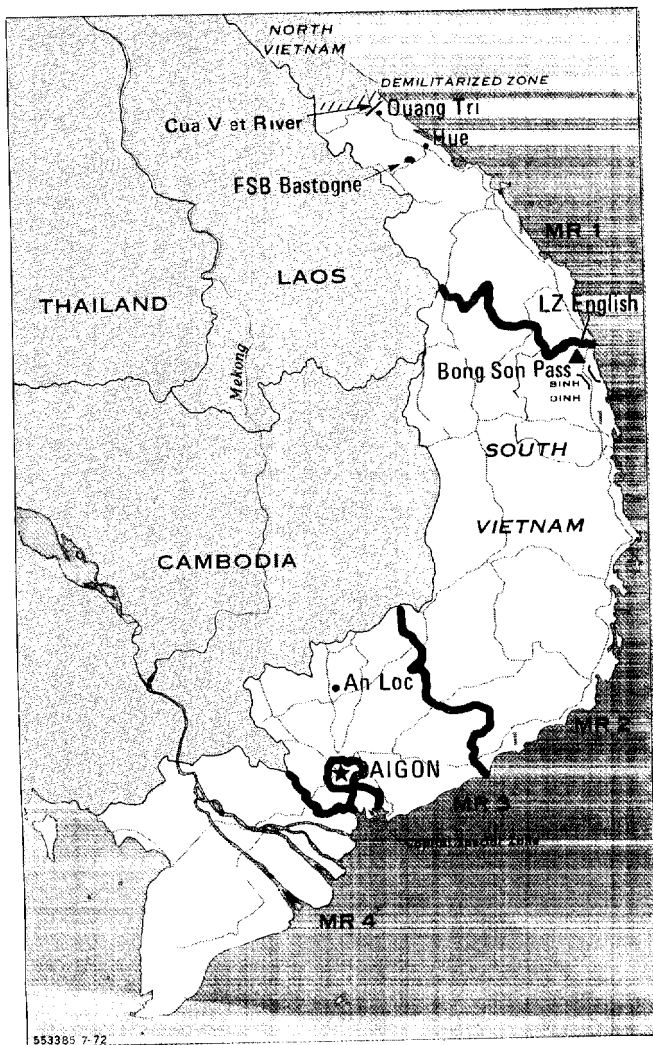 NORTH
VIETNAM
DEMILITARIZED ZONE
Quang Tri
Cua V et River
Hue
FSB Bastogne
MR 1
LAOS
THAILAND
LZ English
Mekong
Bong Son Pass
BINH
DINH
SOUTH
VIETNAM
CAMBODIA
An Loc
MR 2
AIGON
MR 3
MR 4
553385 7-72